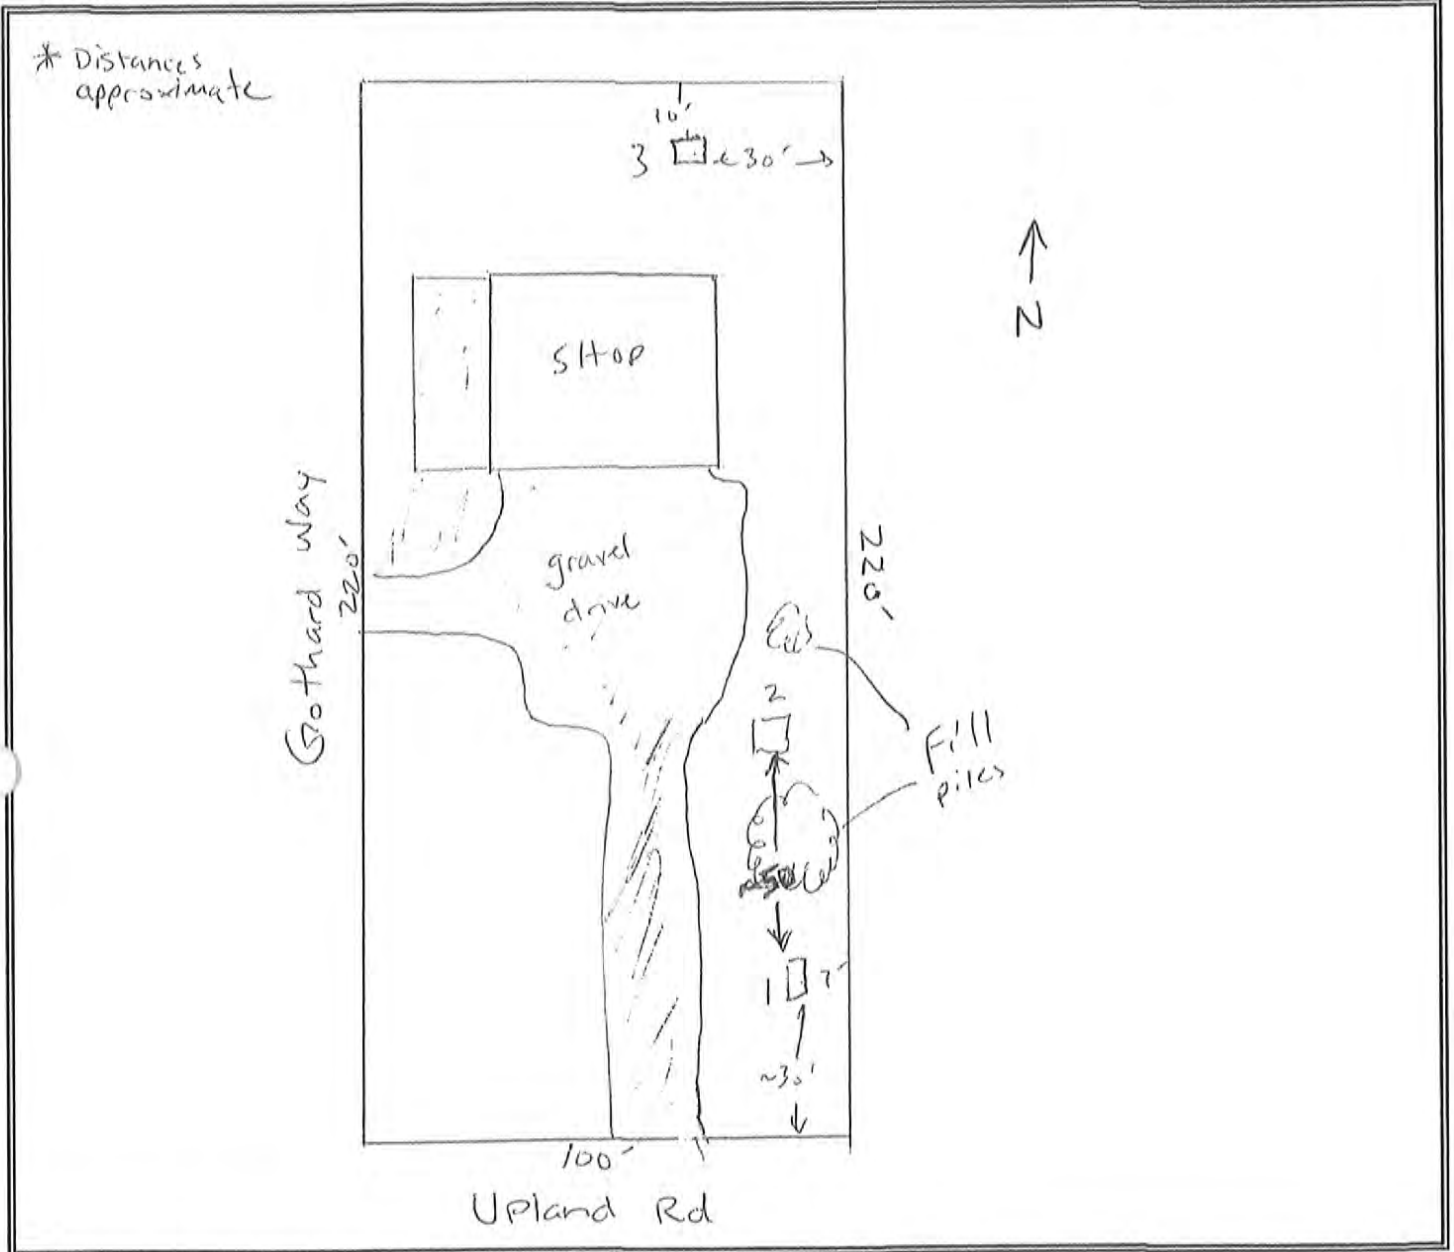 * Distances
approximate
10'
3
30'
N
SHOP
Gothard Way
220'
220'
gravel
drive
2
Fill
piles
1
7'
~30'
100'
Upland Rd